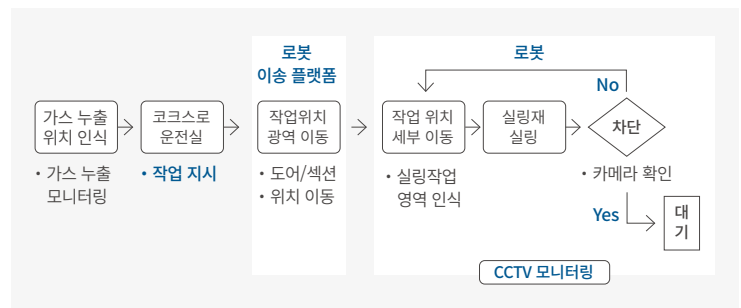 로봇
이송 플랫폼
로봇
No
가스 누출
위치 인식
코크스로
운전실
작업위치
광역 이동
작업 위치
세부 이동
실링재
실링
차단
• 가스 누출
모니터링
• 작업 지시
• 도어/섹션
• 위치 이동
• 실링작업
영역 인식
• 카메라 확인
Yes
대
기
CCTV 모니터링